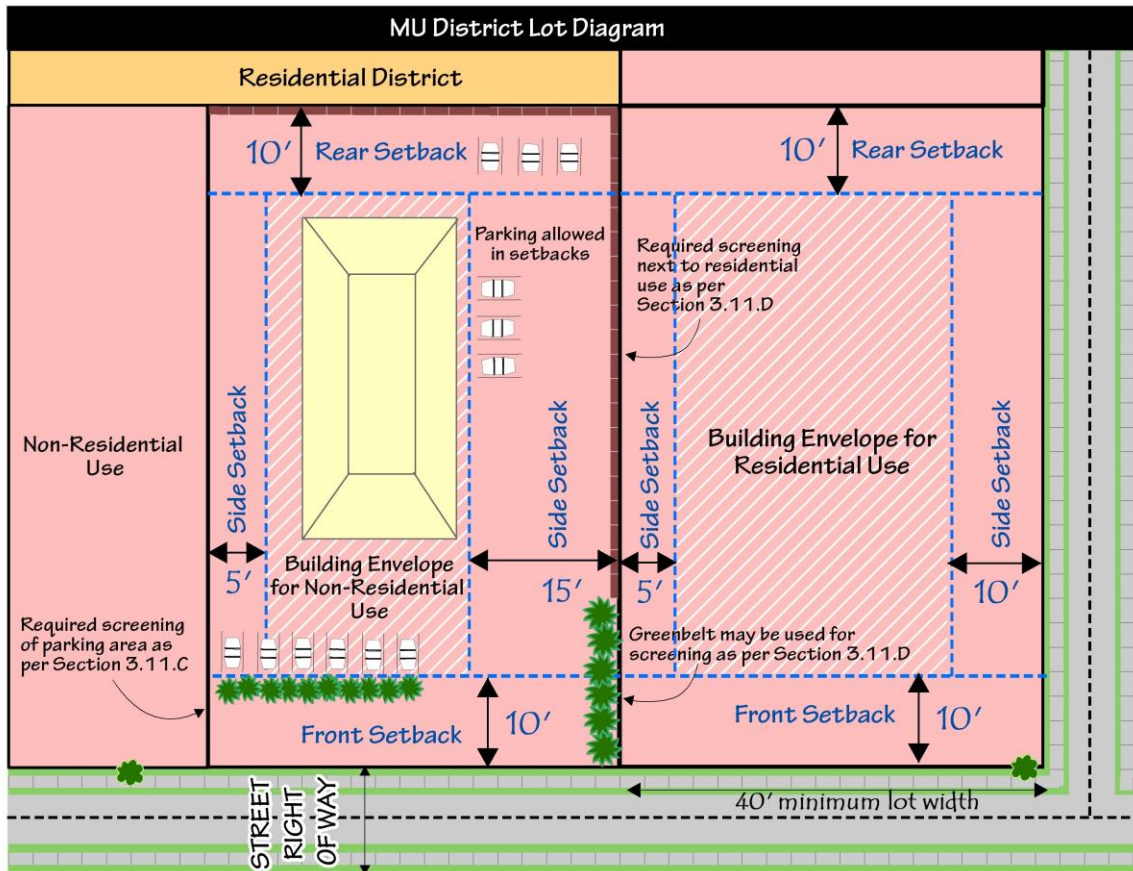 MU District Lot Diagram
Residential District
10' Rear Setback
10' Rear Setback
Parking allowed
in setbacks
Required screening
next to residential
use as per
Section 3.11.D
Non-Residential
Use
Side Setback
5'
Building Envelope
for Non-Residential
Use
Side Setback
15'
Side Setback
5'
Building Envelope for
Residential Use
Side Setback
10'
Required screening
of parking area as
per Section 3.11.C
Greenbelt may be used for
screening as per Section 3.11.D
Front Setback 10'
Front Setback 10'
STREET
RIGHT
OF WAY
40' minimum lot width